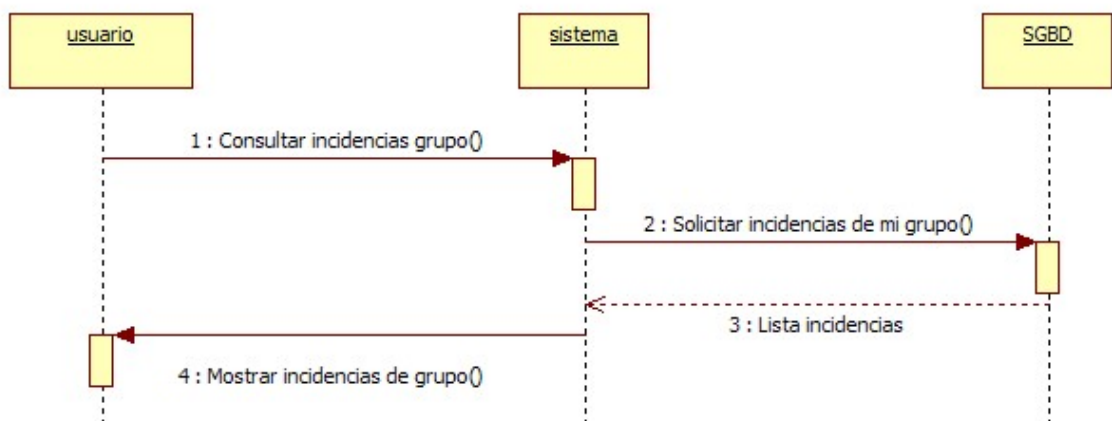 usuario
sistema
SGBD
1 : Consultar incidencias grupo()
2 : Solicitar incidencias de mi grupo()
3 : Lista incidencias
4 : Mostrar incidencias de grupo()